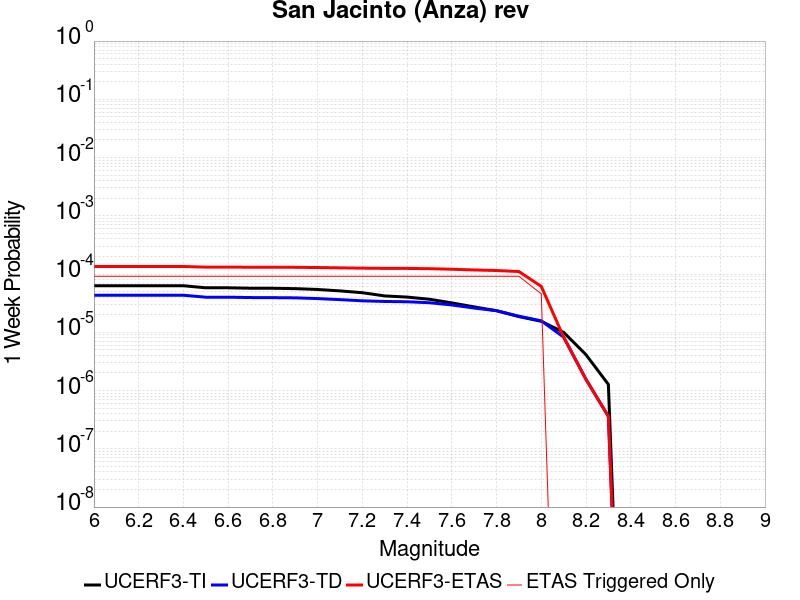 San Jacinto (Anza) rev
1 Week Probability
10^0
10^-1
10^-2
10^-3
10^-4
10^-5
10^-6
10^-7
10^-8
6 6.2 6.4 6.6 6.8 7 7.2 7.4 7.6 7.8 8 8.2 8.4 8.6 8.8 9
Magnitude
UCERF3-TI UCERF3-TD UCERF3-ETAS ETAS Triggered Only